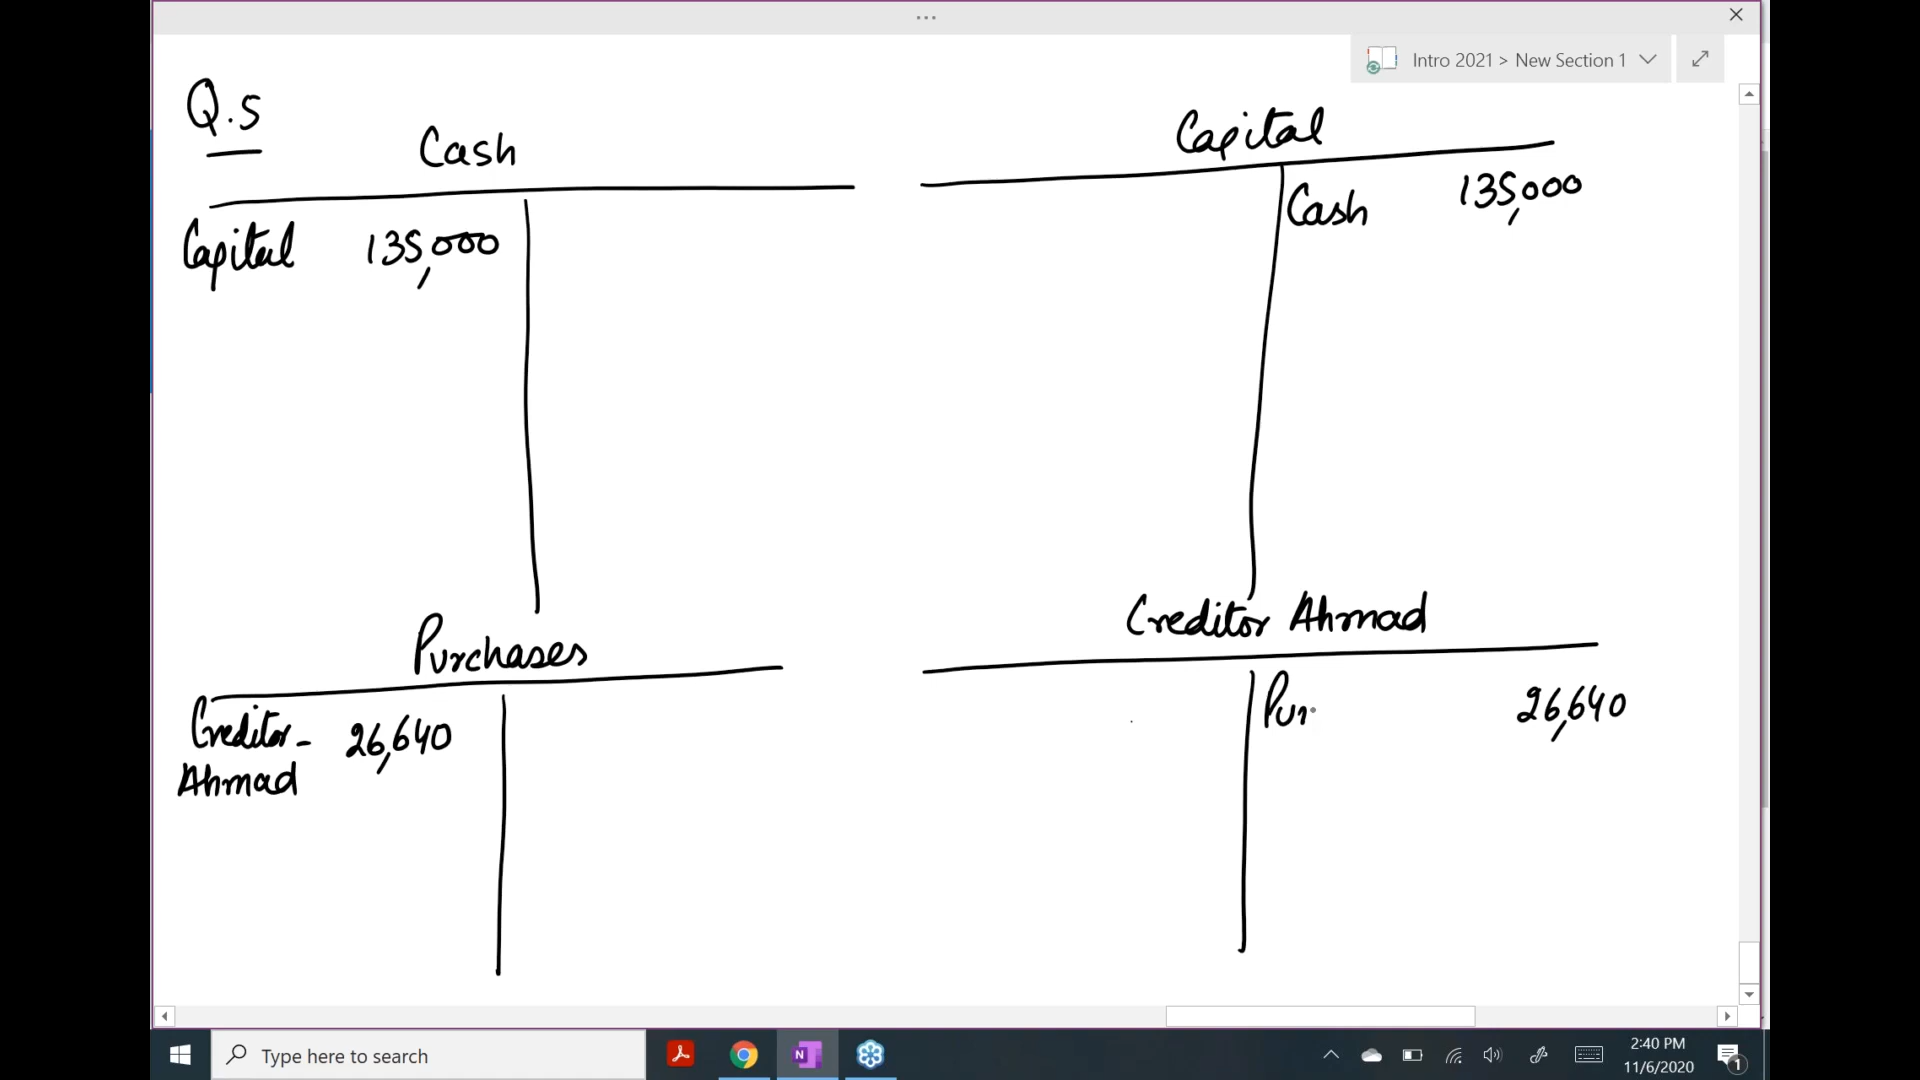 ...
Intro 2021 > New Section 1
Q.5
Cash
Capital
Capital 135,000
Cash 135,000
Purchases
Creditor Ahmad
Creditor - 26,640
Ahmad
Pur 26,640
Type here to search
2:40 PM
11/6/2020
1